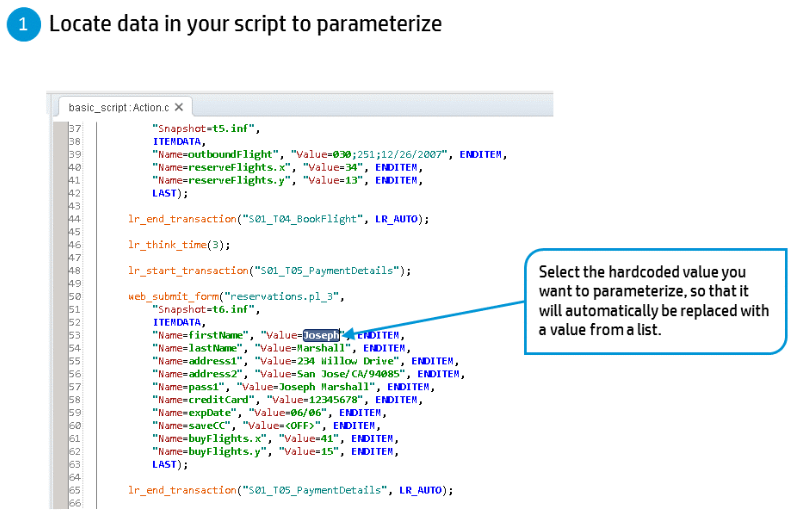 1 Locate data in your script to parameterize
basic_script:Action.c ✕
37 "Snapshot=t5.inf",
38 ITEMDATA,
39 "Name=outboundFlight", "Value=030;251;12/26/2007", ENDITEM,
40 "Name=reserveFlights.x", "Value=34", ENDITEM,
41 "Name=reserveFlights.y", "Value=13", ENDITEM,
42 LAST);
43
44 lr_end_transaction("S01_T04_BookFlight", LR_AUTO);
45
46 lr_think_time(3);
47
48 lr_start_transaction("S01_T05_PaymentDetails");
49
50 web_submit_form("reservations.pl_3",
51 "Snapshot=t6.inf",
52 ITEMDATA,
53 "Name=firstName", "Value=Joseph", ENDITEM,
54 "Name=lastName", "Value=Marshall", ENDITEM,
55 "Name=address1", "Value=234 Willow Drive", ENDITEM,
56 "Name=address2", "Value=San Jose/CA/94085", ENDITEM,
57 "Name=pass1", "Value=Joseph Marshall", ENDITEM,
58 "Name=creditCard", "Value=12345678", ENDITEM,
59 "Name=expDate", "Value=06/06", ENDITEM,
60 "Name=saveCC", "Value=<OFF>", ENDITEM,
61 "Name=buyFlights.x", "Value=41", ENDITEM,
62 "Name=buyFlights.y", "Value=15", ENDITEM,
63 LAST);
64
65 lr_end_transaction("S01_T05_PaymentDetails", LR_AUTO);
66
Select the hardcoded value you
want to parameterize, so that it
will automatically be replaced with
a value from a list.